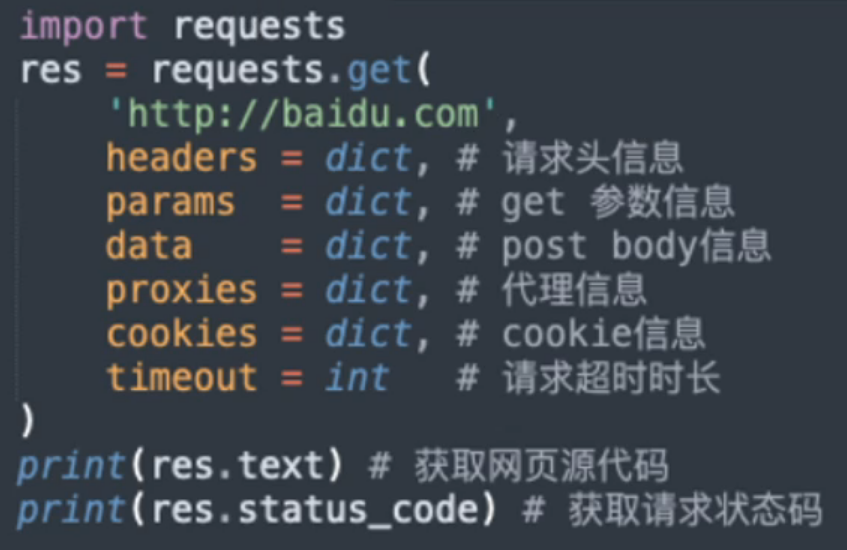 import requests
res = requests.get(
    'http://baidu.com',
    headers = dict, # 请求头信息
    params  = dict, # get 参数信息
    data    = dict, # post body信息
    proxies = dict, # 代理信息
    cookies = dict, # cookie信息
    timeout = int   # 请求超时时长
)
print(res.text) # 获取网页源代码
print(res.status_code) # 获取请求状态码